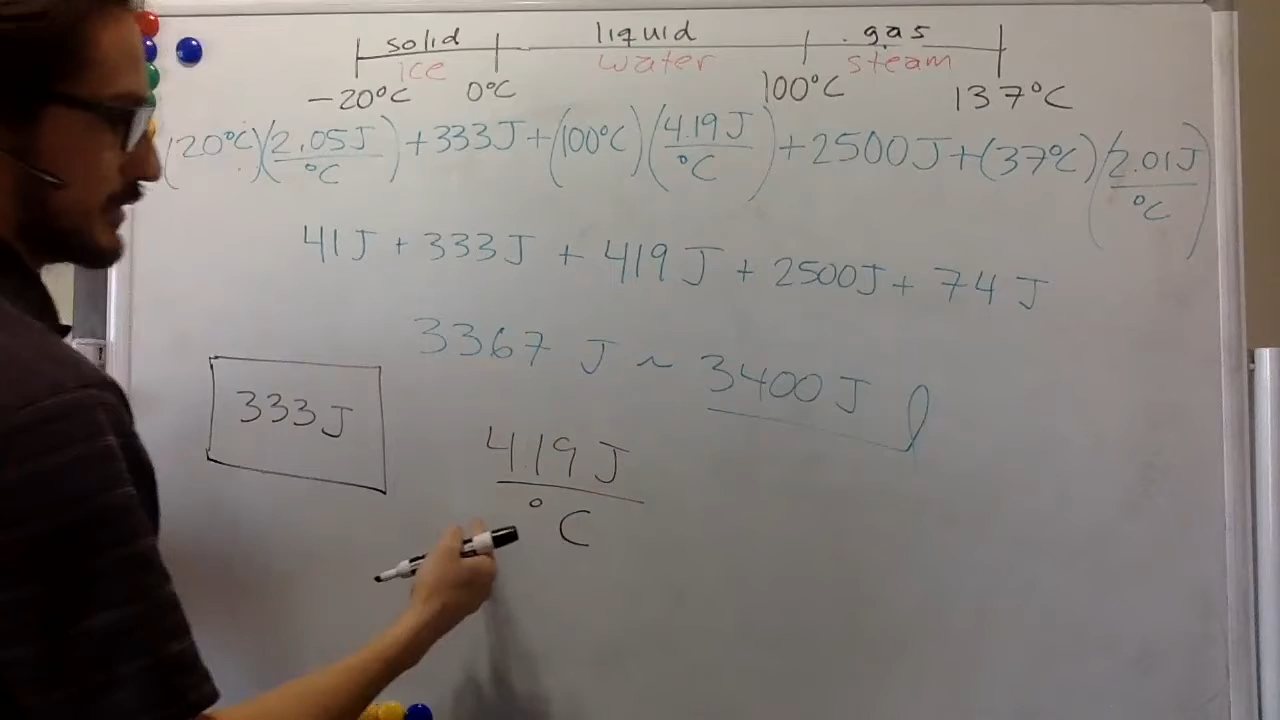 solid liquid gas
ice water steam
-20°C 0°C 100°C 137°C
(20°C)(2.05J/°C) + 333J + (100°C)(4.19J/°C) + 2500J + (37°C)(2.01J/°C)
41J + 333J + 419J + 2500J + 74J
3367 J ~ 3400J
333J
4.19J
°C